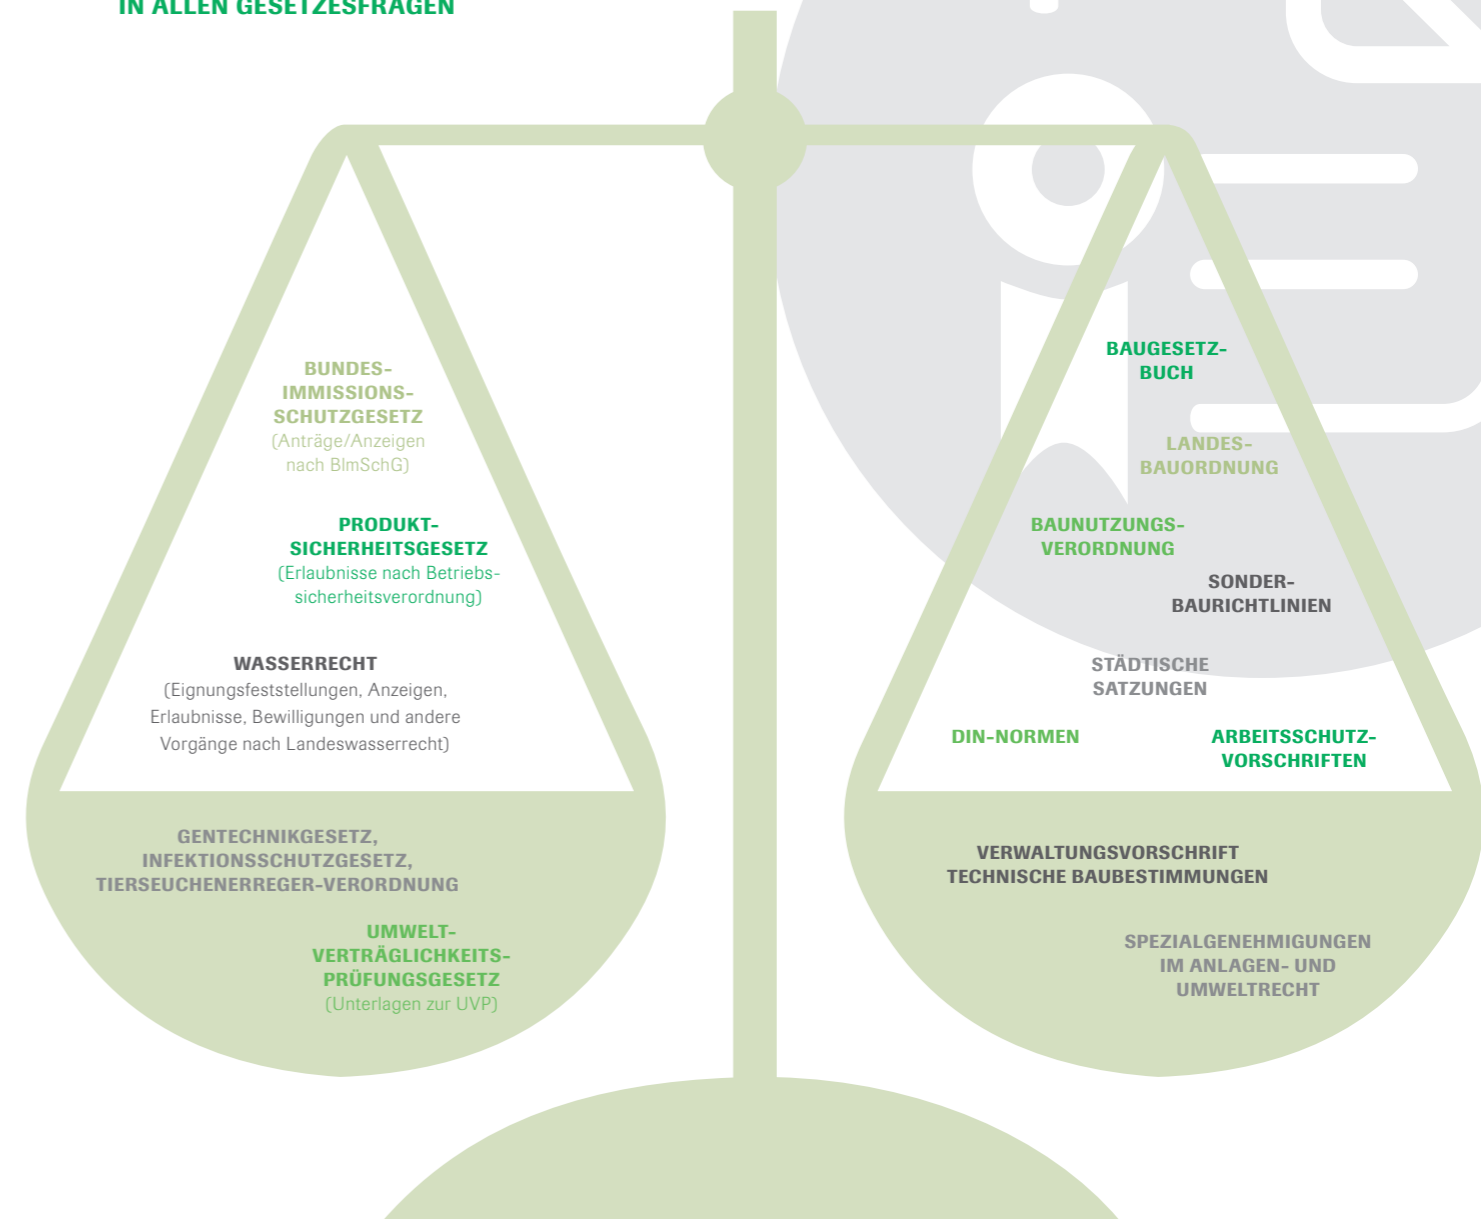 IN ALLEN GESETZESFRAGEN
BUNDES-
IMMISSIONS-
SCHUTZGESETZ
(Anträge/Anzeigen
nach BImSchG)
PRODUKT-
SICHERHEITSGESETZ
(Erlaubnisse nach Betriebs-
sicherheitsverordnung)
WASSERRECHT
(Eignungsfeststellungen, Anzeigen,
Erlaubnisse, Bewilligungen und andere
Vorgänge nach Landeswasserrecht)
GENTECHNIKGESETZ,
INFEKTIONSSCHUTZGESETZ,
TIERSEUCHENERREGER-VERORDNUNG
UMWELT-
VERTRÄGLICHKEITS-
PRÜFUNGSGESETZ
(Unterlagen zur UVP)
BAUGESETZ-
BUCH
LANDES-
BAUORDNUNG
BAUNUTZUNGS-
VERORDNUNG
SONDER-
BAURICHTLINIEN
STÄDTISCHE
SATZUNGEN
DIN-NORMEN
ARBEITSSCHUTZ-
VORSCHRIFTEN
VERWALTUNGSVORSCHRIFT
TECHNISCHE BAUBESTIMMUNGEN
SPEZIALGENEHMIGUNGEN
IM ANLAGEN- UND
UMWELTRECHT